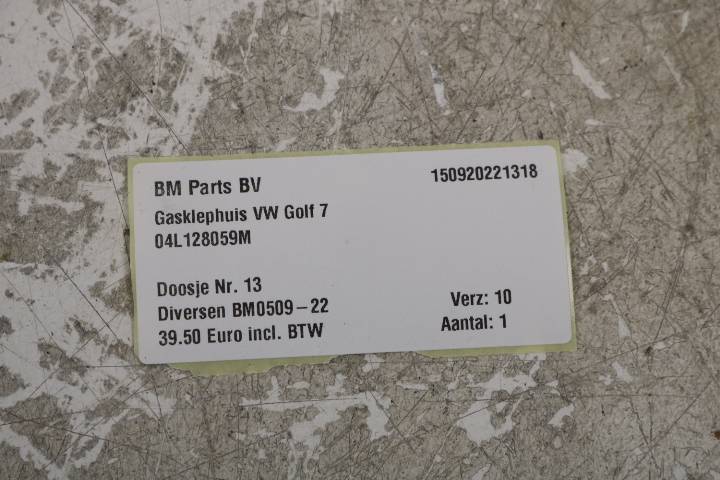 BM Parts BV 150920221318
Gasklephuis VW Golf 7
04L128059M
Doosje Nr. 13
Diversen BM0509-22 Verz: 10
39.50 Euro incl. BTW Aantal: 1